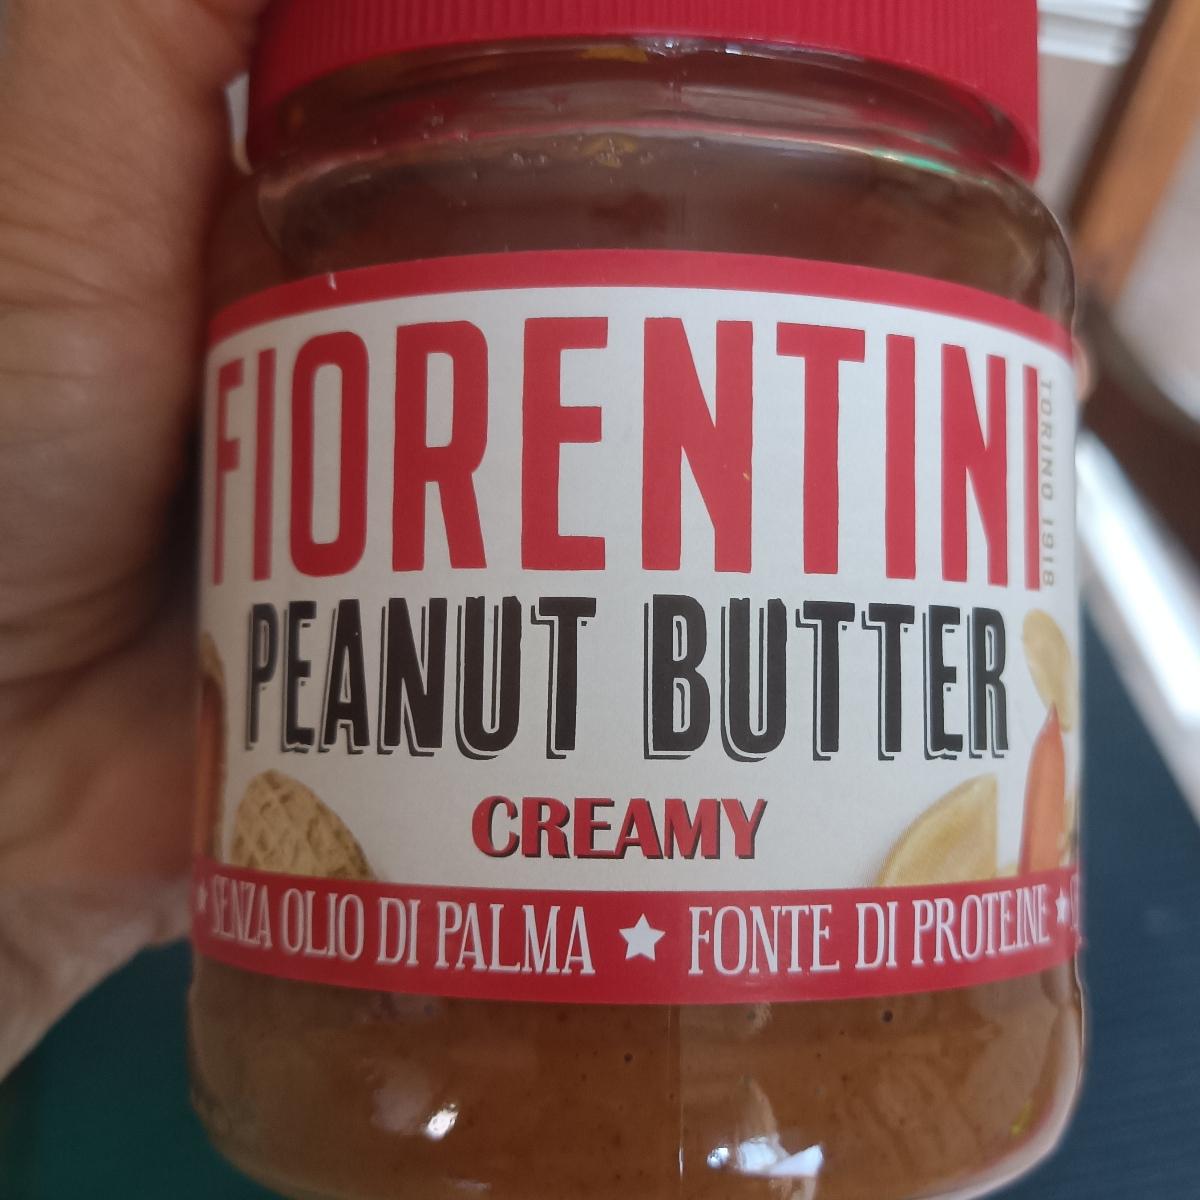 FIORENTINI
TORINO 1918
PEANUT BUTTER
CREAMY
SENZA OLIO DI PALMA ★ FONTE DI PROTEINE ★